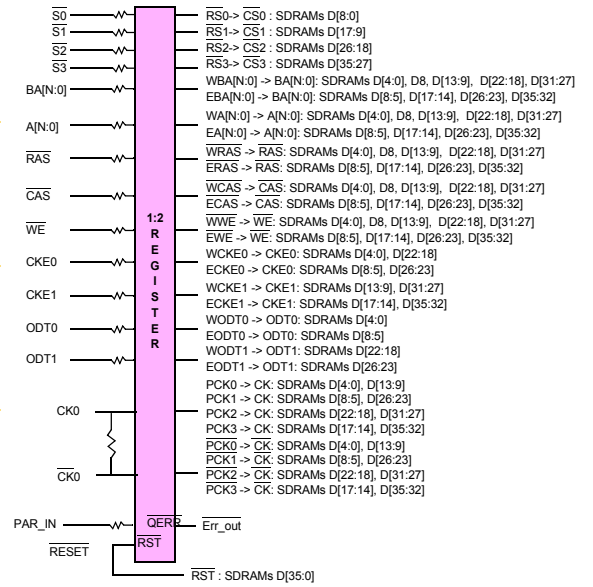 S0
S1
S2
S3
BA[N:0]
A[N:0]
RAS
CAS
WE
CKE0
CKE1
ODT0
ODT1
CK0
CK0
PAR_IN
RESET
1:2
R
E
G
I
S
T
E
R
QERR
RST
RS0-> CS0 : SDRAMs D[8:0]
RS1-> CS1 : SDRAMs D[17:9]
RS2-> CS2 : SDRAMs D[26:18]
RS3-> CS3 : SDRAMs D[35:27]
WBA[N:0] -> BA[N:0]: SDRAMs D[4:0], D8, D[13:9], D[22:18], D[31:27]
EBA[N:0] -> BA[N:0]: SDRAMs D[8:5], D[17:14], D[26:23], D[35:32]
WA[N:0] -> A[N:0]: SDRAMs D[4:0], D8, D[13:9], D[22:18], D[31:27]
EA[N:0] -> A[N:0]: SDRAMs D[8:5], D[17:14], D[26:23], D[35:32]
WRAS -> RAS: SDRAMs D[4:0], D8, D[13:9], D[22:18], D[31:27]
ERAS -> RAS: SDRAMs D[8:5], D[17:14], D[26:23], D[35:32]
WCAS -> CAS: SDRAMs D[4:0], D8, D[13:9], D[22:18], D[31:27]
ECAS -> CAS: SDRAMs D[8:5], D[17:14], D[26:23], D[35:32]
WWE -> WE: SDRAMs D[4:0], D8, D[13:9], D[22:18], D[31:27]
EWE -> WE: SDRAMs D[8:5], D[17:14], D[26:23], D[35:32]
WCKE0 -> CKE0: SDRAMs D[4:0], D[22:18]
ECKE0 -> CKE0: SDRAMs D[8:5], D[26:23]
WCKE1 -> CKE1: SDRAMs D[13:9], D[31:27]
ECKE1 -> CKE1: SDRAMs D[17:14], D[35:32]
WODT0 -> ODT0: SDRAMs D[4:0]
EODT0 -> ODT0: SDRAMs D[8:5]
WODT1 -> ODT1: SDRAMs D[22:18]
EODT1 -> ODT1: SDRAMs D[26:23]
PCK0 -> CK: SDRAMs D[4:0], D[13:9]
PCK1 -> CK: SDRAMs D[8:5], D[26:23]
PCK2 -> CK: SDRAMs D[22:18], D[31:27]
PCK3 -> CK: SDRAMs D[17:14], D[35:32]
PCK0 -> CK: SDRAMs D[4:0], D[13:9]
PCK1 -> CK: SDRAMs D[8:5], D[26:23]
PCK2 -> CK: SDRAMs D[22:18], D[31:27]
PCK3 -> CK: SDRAMs D[17:14], D[35:32]
Err_out
RST : SDRAMs D[35:0]